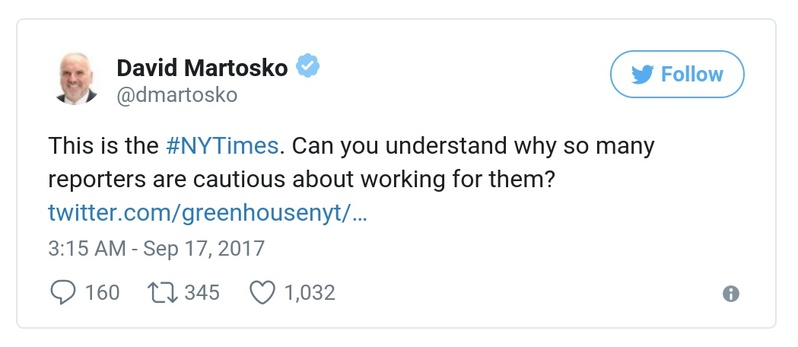 David Martosko
@dmartosko
Follow
This is the #NYTimes. Can you understand why so many
reporters are cautious about working for them?
twitter.com/greenhousenyt/…
3:15 AM - Sep 17, 2017
160 345 1,032